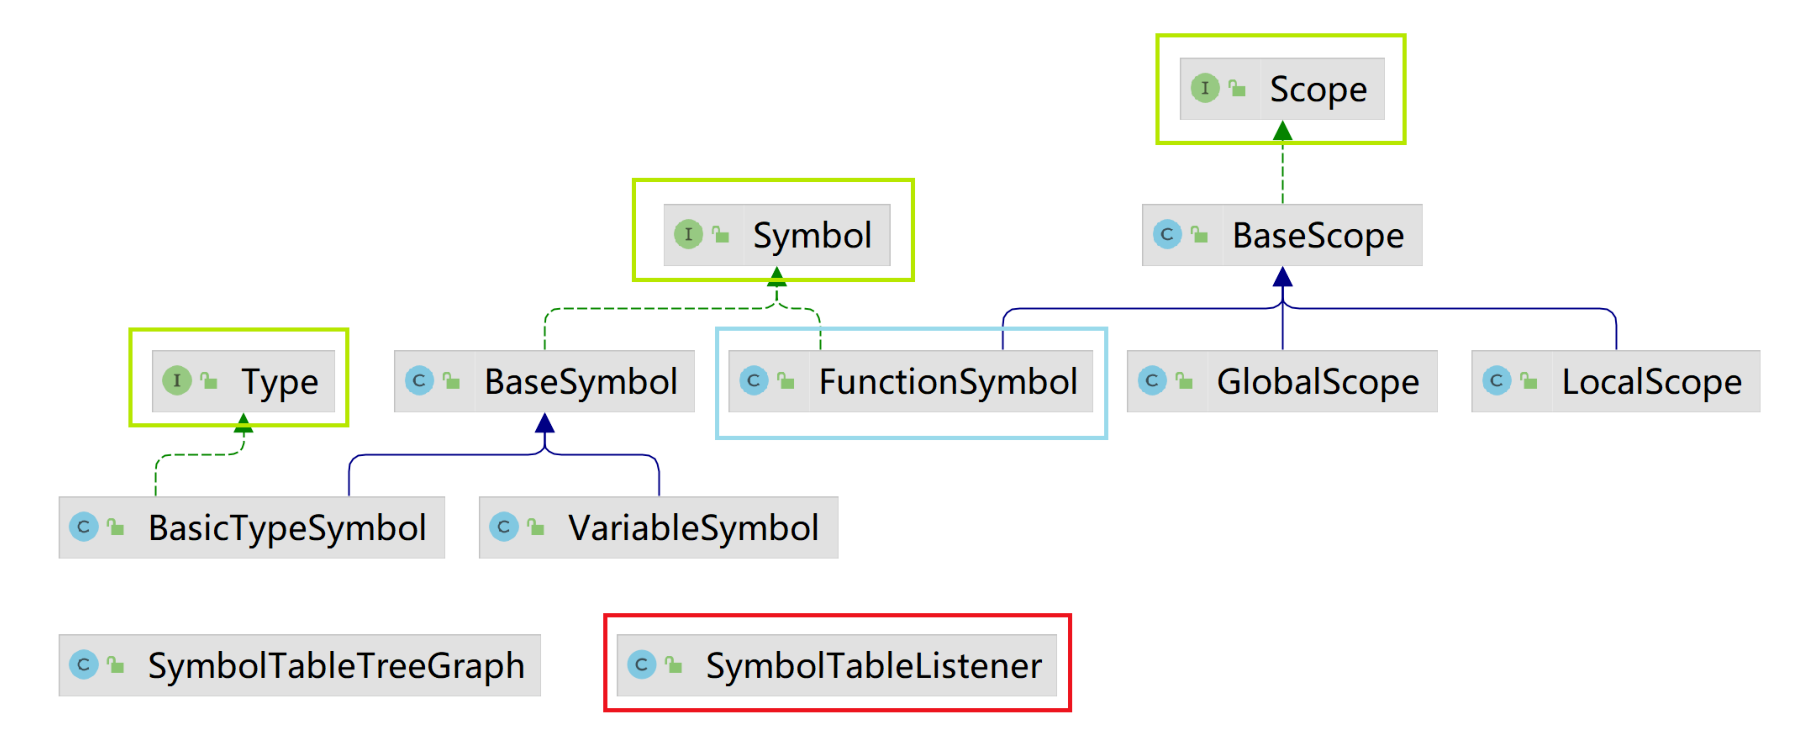 I Scope
I Symbol
C BaseScope
I Type
C BaseSymbol
C FunctionSymbol
C GlobalScope
C LocalScope
C BasicTypeSymbol
C VariableSymbol
C SymbolTableTreeGraph
C SymbolTableListener